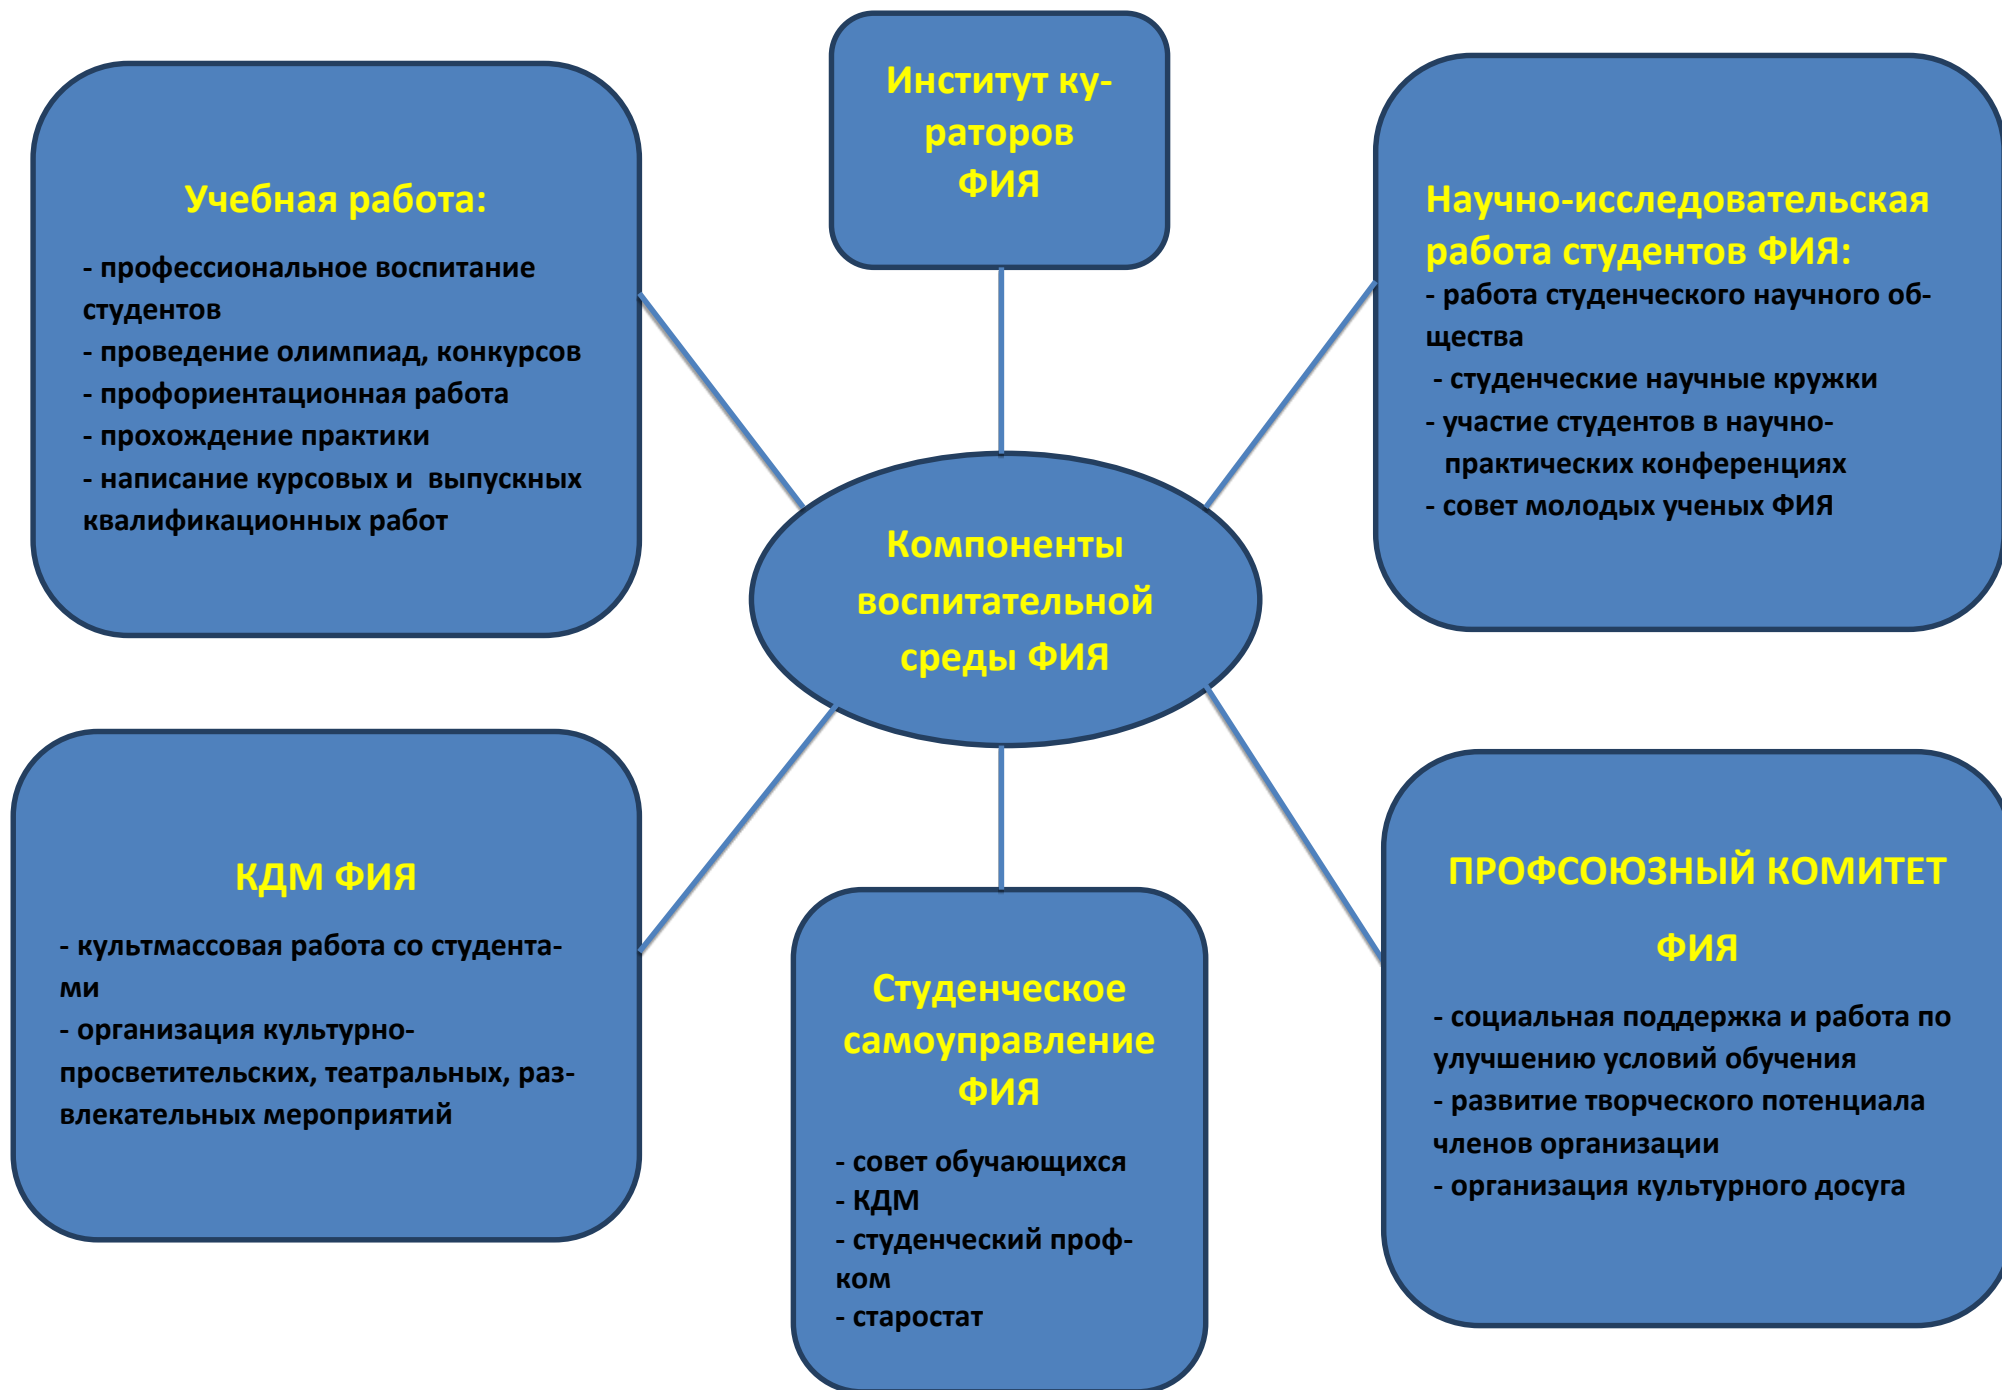 Институт ку-
раторов
ФИЯ
Учебная работа:
- профессиональное воспитание
студентов
- проведение олимпиад, конкурсов
- профориентационная работа
- прохождение практики
- написание курсовых и  выпускных
квалификационных работ
Научно-исследовательская
работа студентов ФИЯ:
- работа студенческого научного об-
щества
- студенческие научные кружки
- участие студентов в научно-
практических конференциях
- совет молодых ученых ФИЯ
Компоненты
воспитательной
среды ФИЯ
КДМ ФИЯ
- культмассовая работа со студента-
ми
- организация культурно-
просветительских, театральных, раз-
влекательных мероприятий
Студенческое
самоуправление
ФИЯ
- совет обучающихся
- КДМ
- студенческий проф-
ком
- старостат
ПРОФСОЮЗНЫЙ КОМИТЕТ
ФИЯ
- социальная поддержка и работа по
улучшению условий обучения
- развитие творческого потенциала
членов организации
- организация культурного досуга